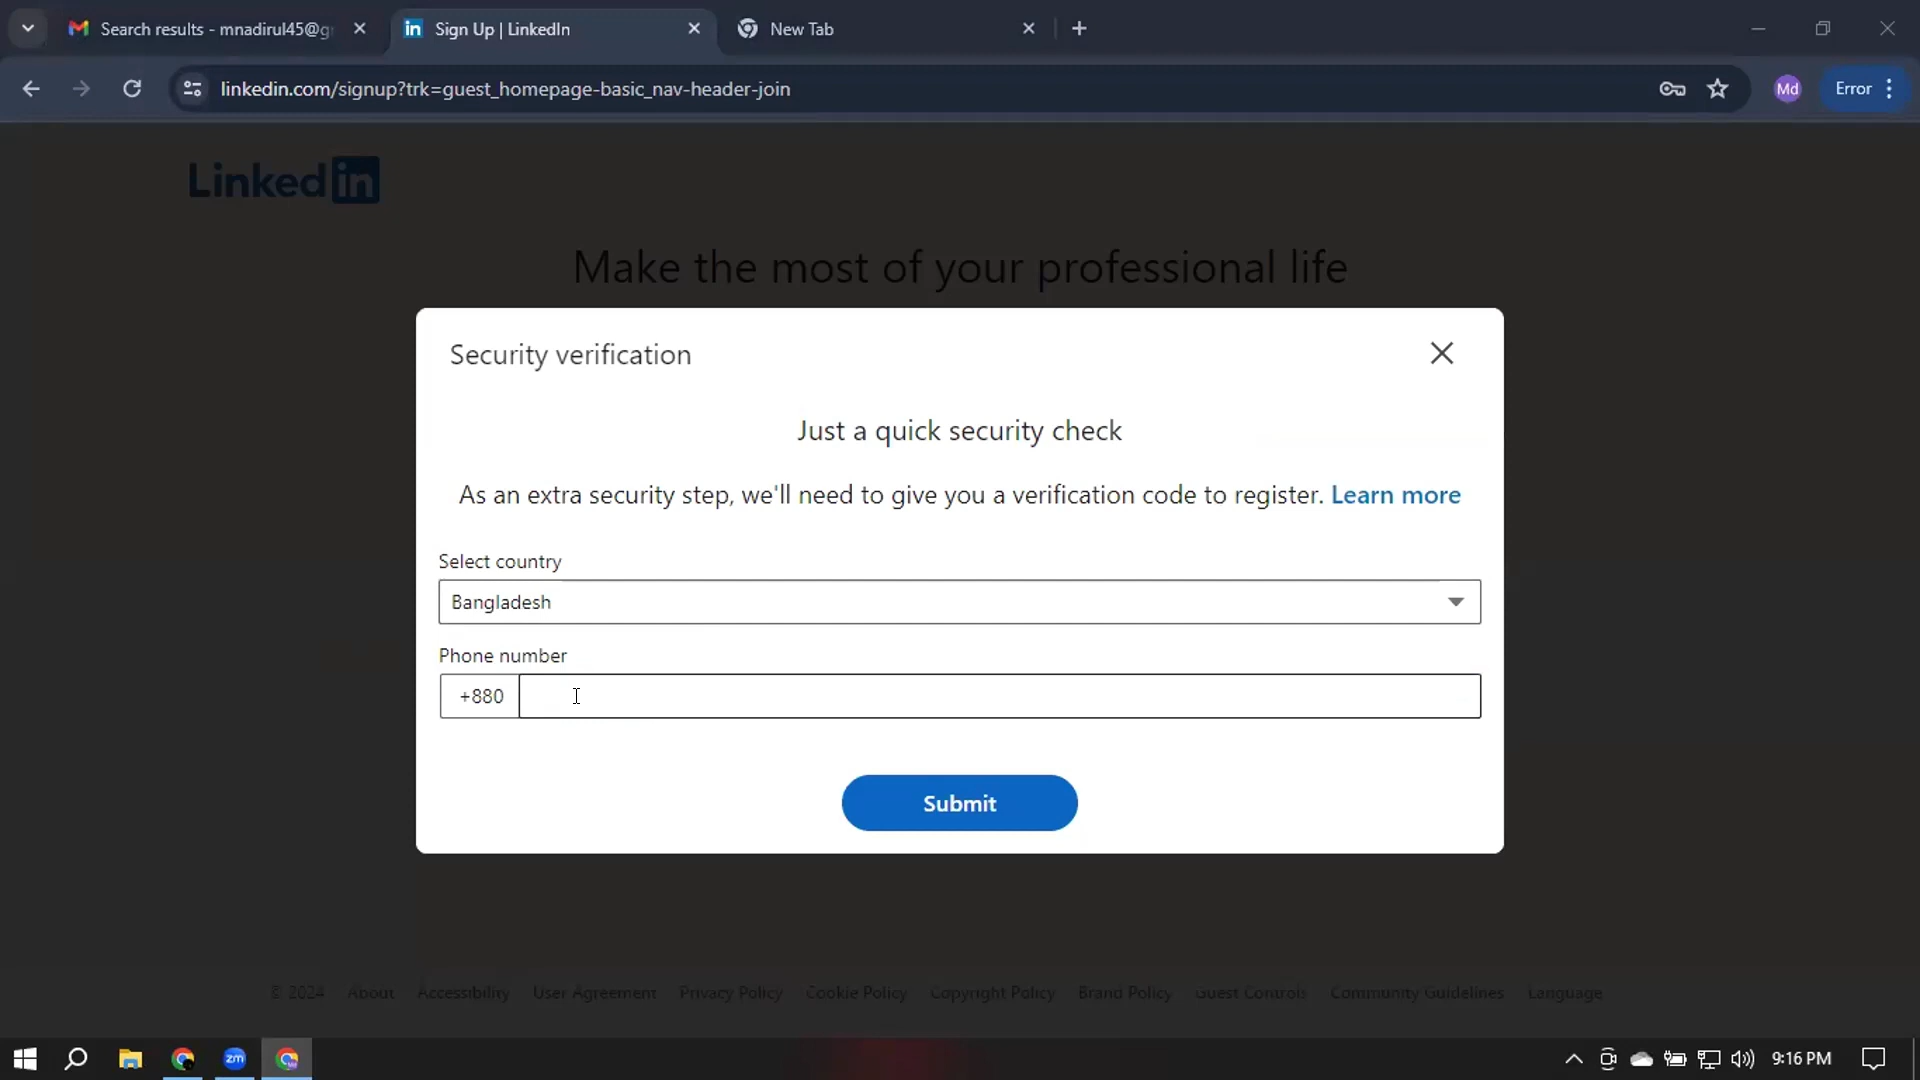 Search results - mnadirul45@g
Sign Up | LinkedIn
New Tab
linkedin.com/signup?trk=guest_homepage-basic_nav-header-join
Md
Error
Linked in
Make the most of your professional life
Security verification
Just a quick security check
As an extra security step, we'll need to give you a verification code to register. Learn more
Select country
Bangladesh
Phone number
+880
Submit
© 2024 About Accessibility User Agreement Privacy Policy Cookie Policy Copyright Policy Brand Policy Guest Controls Community Guidelines Language
zm
9:16 PM